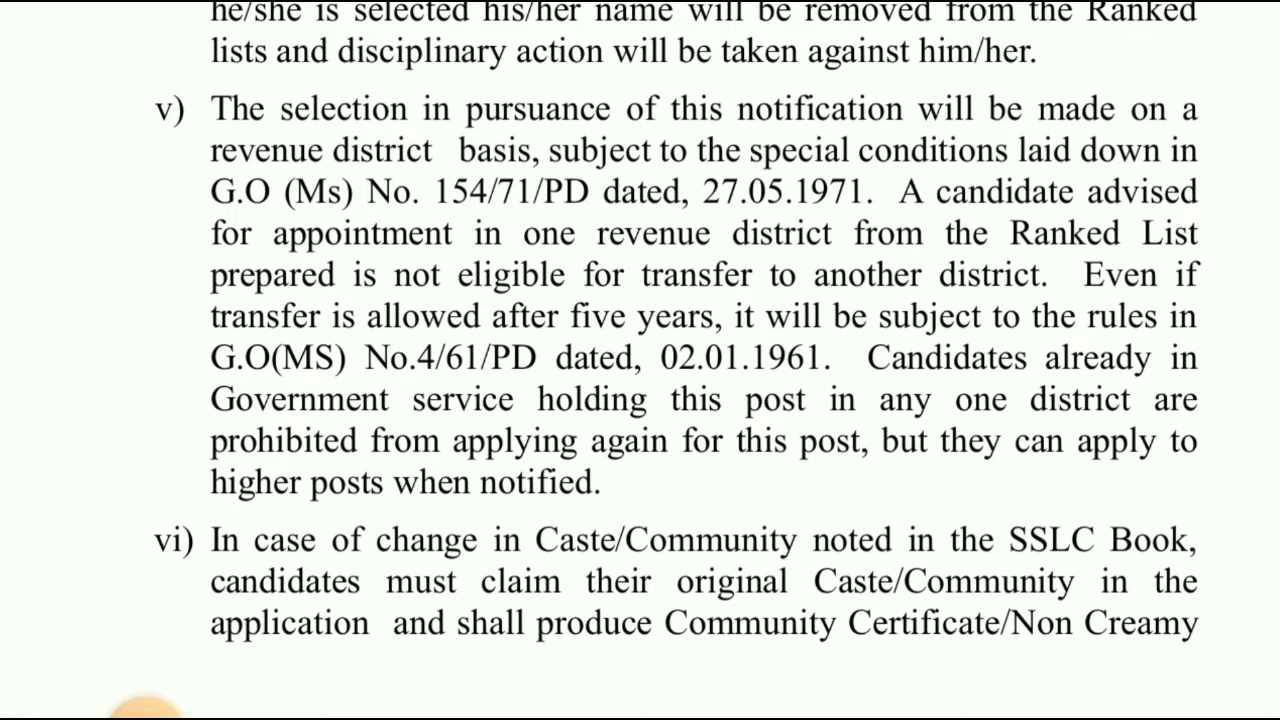 he/she is selected his/her name will be removed from the Ranked
lists and disciplinary action will be taken against him/her.
v) The selection in pursuance of this notification will be made on a
revenue district basis, subject to the special conditions laid down in
G.O (Ms) No. 154/71/PD dated, 27.05.1971. A candidate advised
for appointment in one revenue district from the Ranked List
prepared is not eligible for transfer to another district. Even if
transfer is allowed after five years, it will be subject to the rules in
G.O(MS) No.4/61/PD dated, 02.01.1961. Candidates already in
Government service holding this post in any one district are
prohibited from applying again for this post, but they can apply to
higher posts when notified.
vi) In case of change in Caste/Community noted in the SSLC Book,
candidates must claim their original Caste/Community in the
application and shall produce Community Certificate/Non Creamy